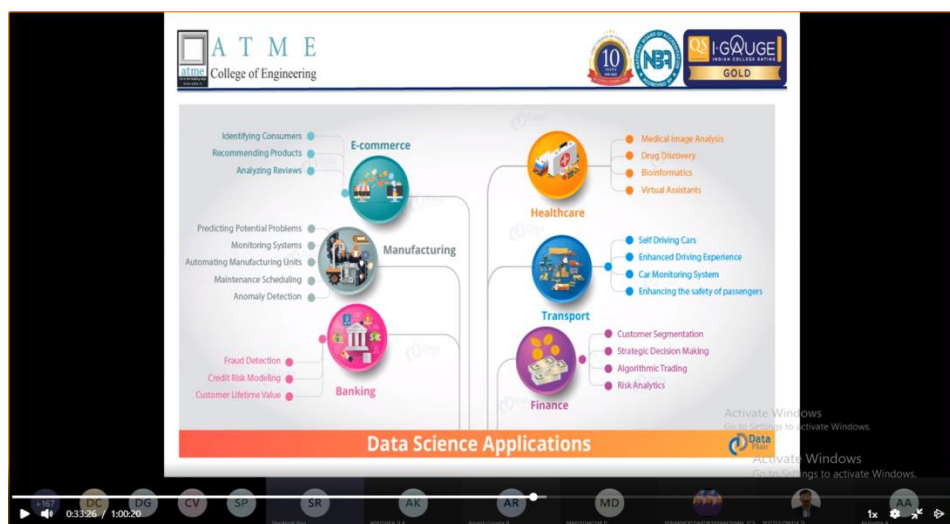 A T M E
College of Engineering
atme
10
YEARS
NATIONAL BOARD OF ACCREDITATION
NBA
QS I·GAUGE
INDIAN COLLEGE RATING
GOLD
E-commerce
Identifying Consumers
Recommending Products
Analyzing Reviews
Manufacturing
Predicting Potential Problems
Monitoring Systems
Automating Manufacturing Units
Maintenance Scheduling
Anomaly Detection
Banking
Fraud Detection
Credit Risk Modeling
Customer Lifetime Value
Healthcare
Medical Image Analysis
Drug Discovery
Bioinformatics
Virtual Assistants
Transport
Self Driving Cars
Enhanced Driving Experience
Car Monitoring System
Enhancing the safety of passengers
Finance
Customer Segmentation
Strategic Decision Making
Algorithmic Trading
Risk Analytics
Data Science Applications
Data
Flair
Activate Windows
Go to Settings to activate Windows.
Activate Windows
Go to Settings to activate Windows.
+167
DC
DG
CV
SP
SR
AK
AR
MD
AA
0:33:26 / 1:00:20
1x